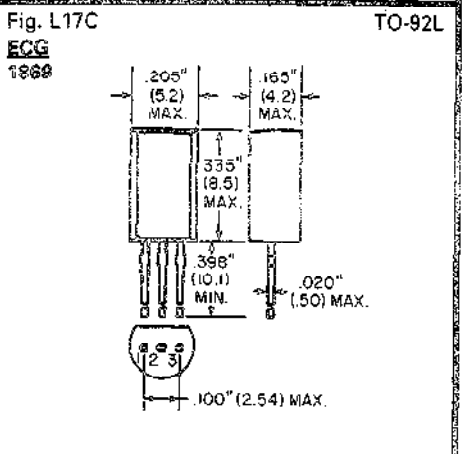 Fig. L17C
TO-92L
ECG
1869
.205"
(5.2)
MAX.
.165"
(4.2)
MAX.
.335"
(8.5)
MAX.
.398"
(10.1)
MIN.
.020"
(.50) MAX.
1 2 3
.100" (2.54) MAX.